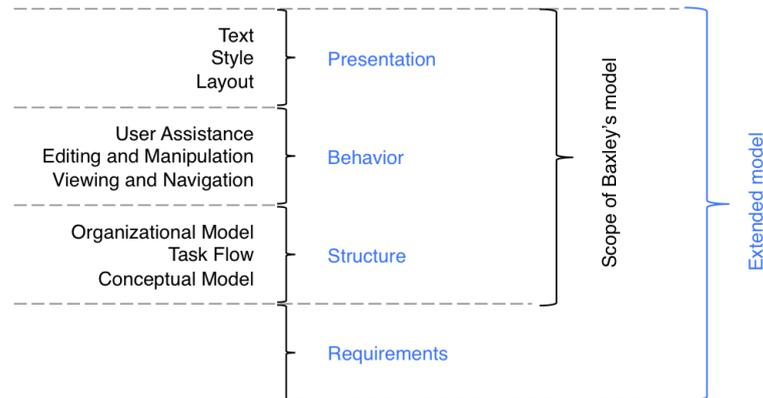 Text
Style
Layout
Presentation
User Assistance
Editing and Manipulation
Viewing and Navigation
Behavior
Organizational Model
Task Flow
Conceptual Model
Structure
Requirements
Scope of Baxley's model
Extended model